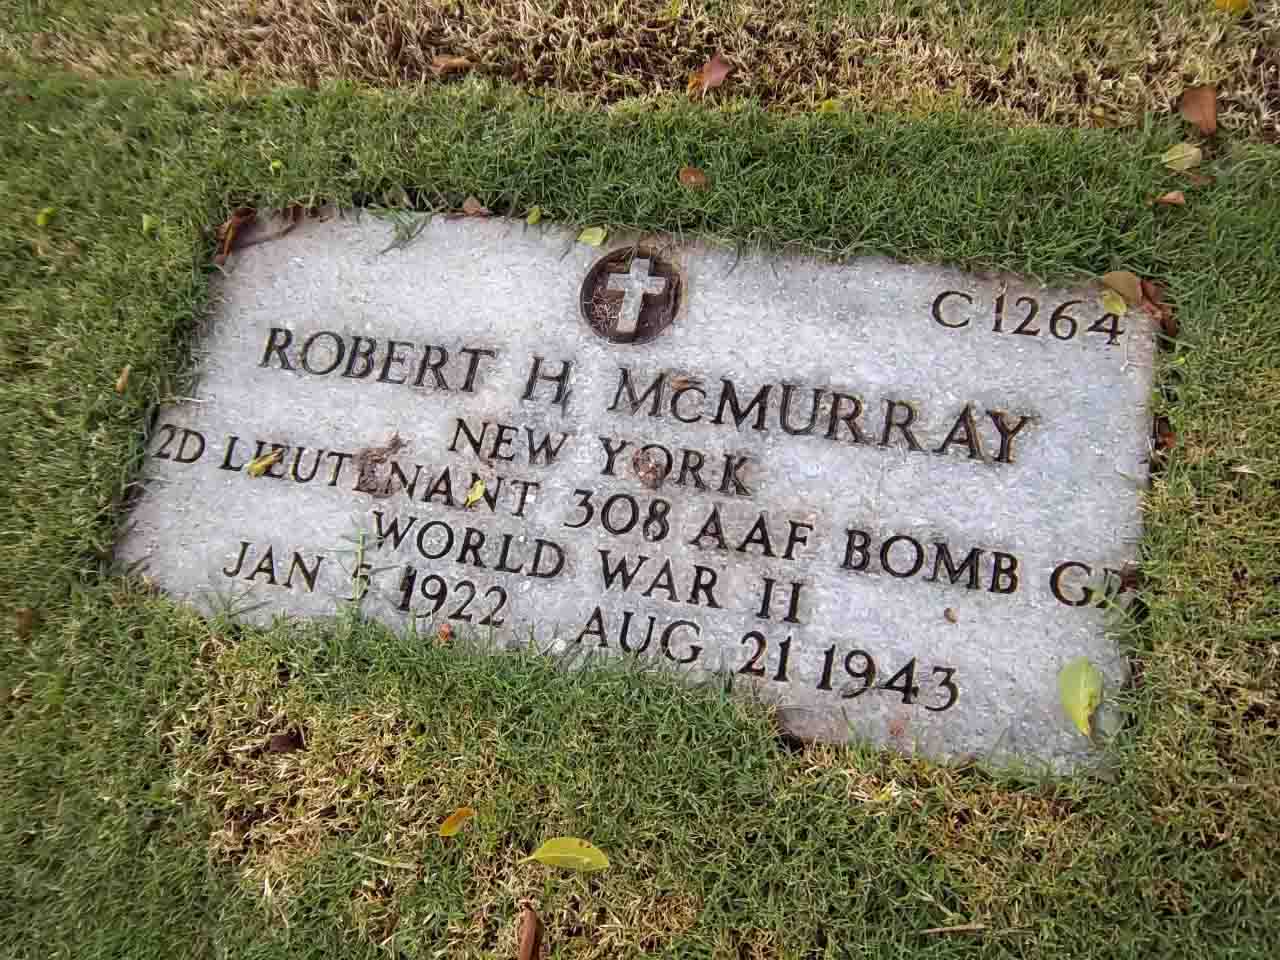 C 1264
ROBERT H McMURRAY
NEW YORK
2D LIEUTENANT 308 AAF BOMB GP
WORLD WAR II
JAN 5 1922 AUG 21 1943